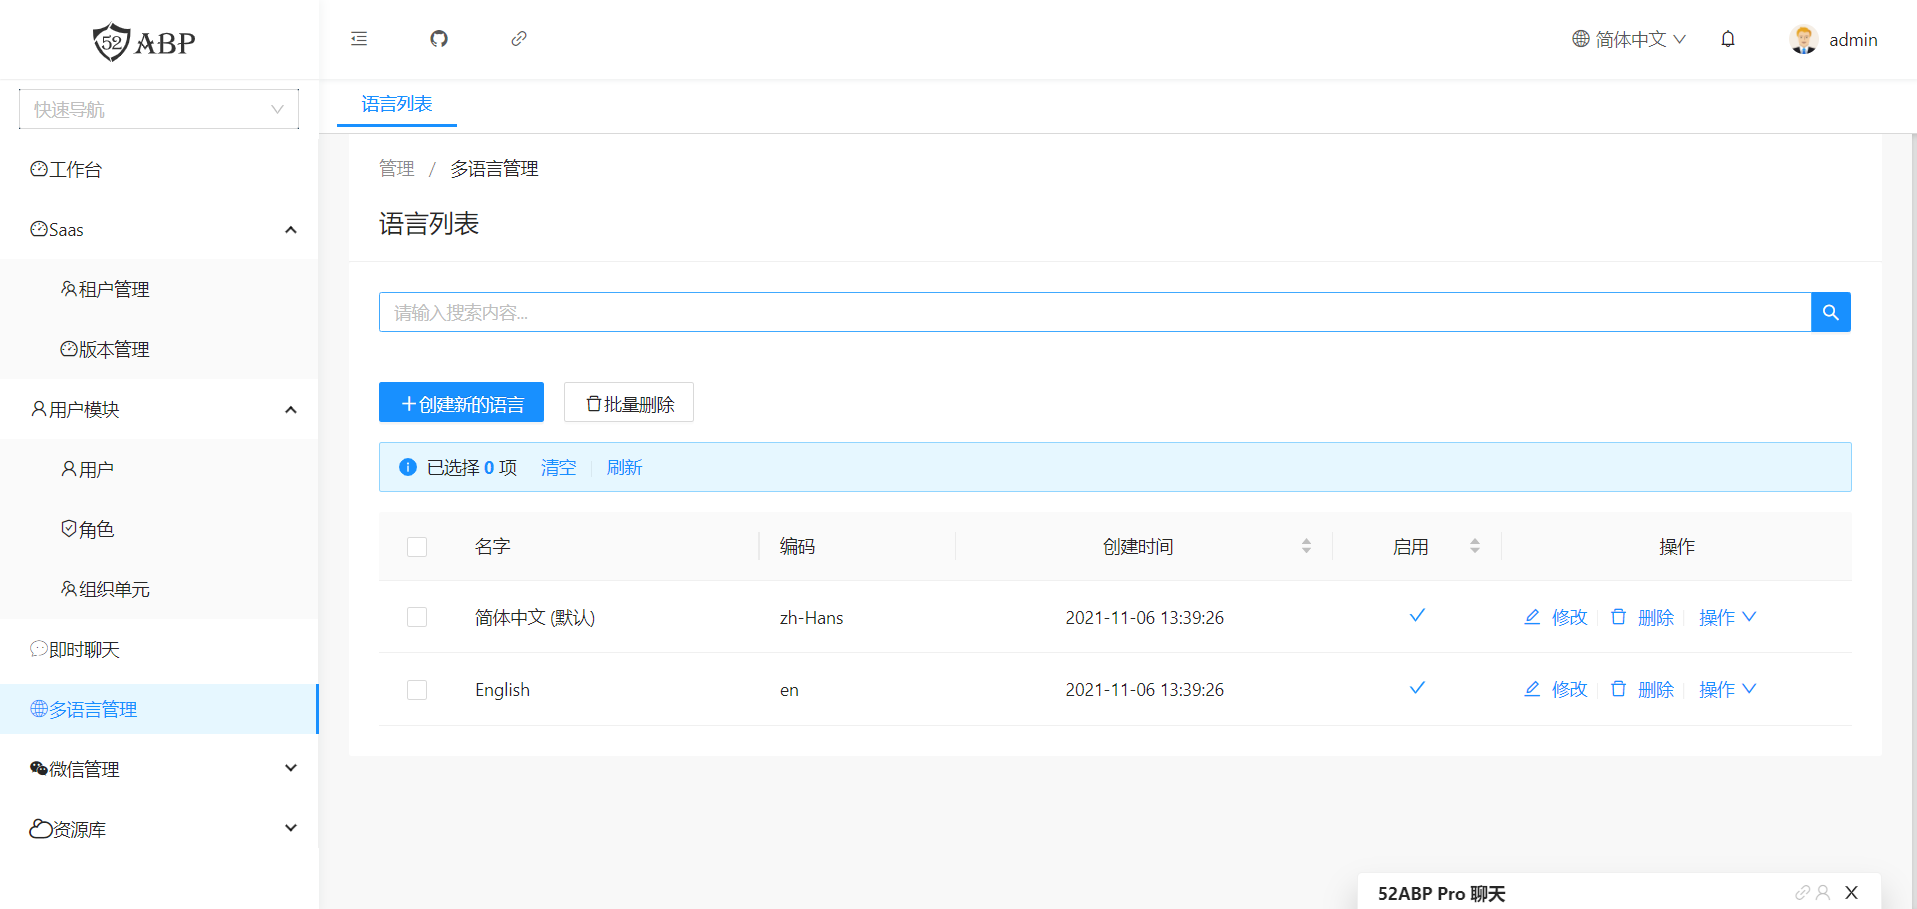 52 ABP
简体中文
admin
快速导航
语言列表
工作台
Saas
租户管理
版本管理
用户模块
用户
角色
组织单元
即时聊天
多语言管理
微信管理
资源库
管理 / 多语言管理
语言列表
请输入搜索内容...
创建新的语言 批量删除
已选择 0 项 清空 刷新
名字 编码 创建时间 启用 操作
简体中文 (默认) zh-Hans 2021-11-06 13:39:26 修改 删除 操作
English en 2021-11-06 13:39:26 修改 删除 操作
52ABP Pro 聊天 X